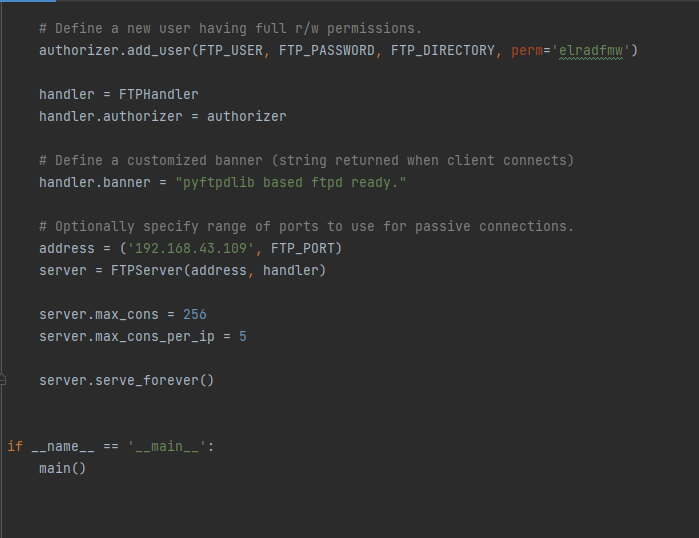 # Define a new user having full r/w permissions.
authorizer.add_user(FTP_USER, FTP_PASSWORD, FTP_DIRECTORY, perm='elradfmw')
handler = FTPHandler
handler.authorizer = authorizer
# Define a customized banner (string returned when client connects)
handler.banner = "pyftpdlib based ftpd ready."
# Optionally specify range of ports to use for passive connections.
address = ('192.168.43.109', FTP_PORT)
server = FTPServer(address, handler)
server.max_cons = 256
server.max_cons_per_ip = 5
server.serve_forever()
if __name__ == '__main__':
main()